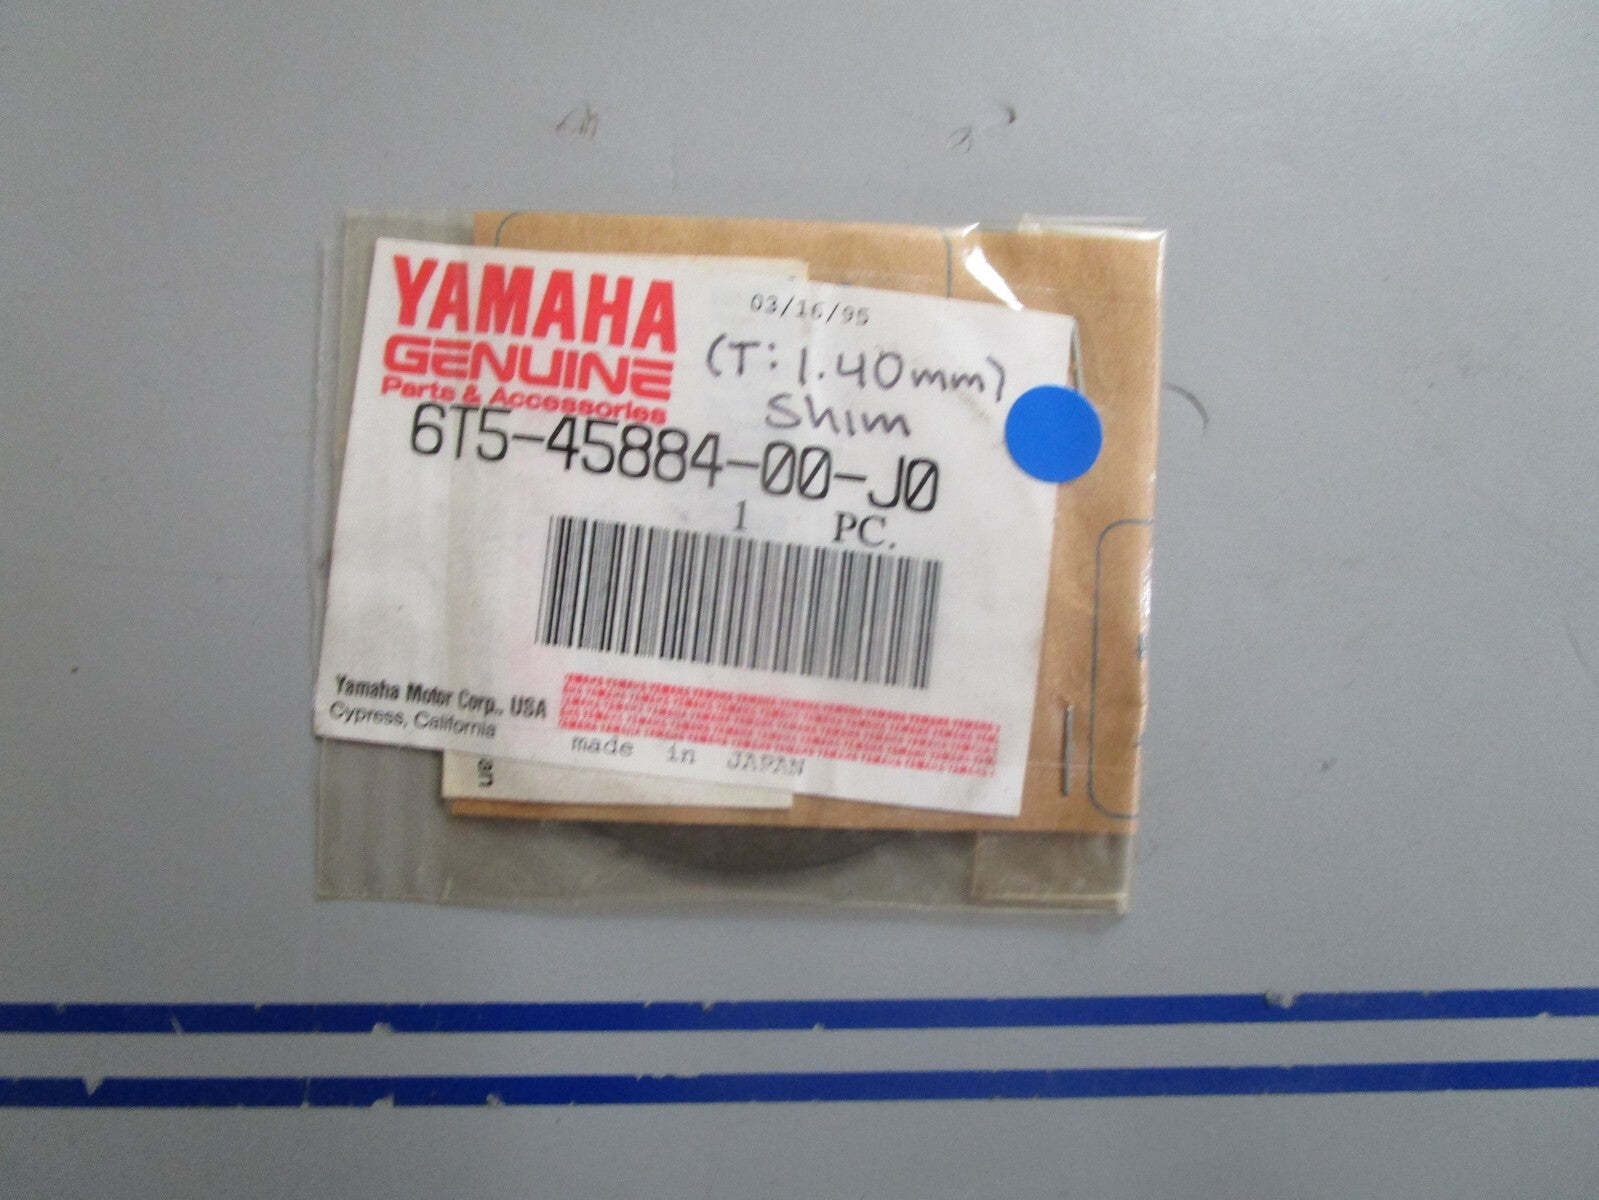 YAMAHA
GENUINE
Parts & Accessories
03/16/95
(T: 1.40mm)
Shim
6T5-45884-00-J0
1 PC.
Yamaha Motor Corp., USA
Cypress, California
made in JAPAN